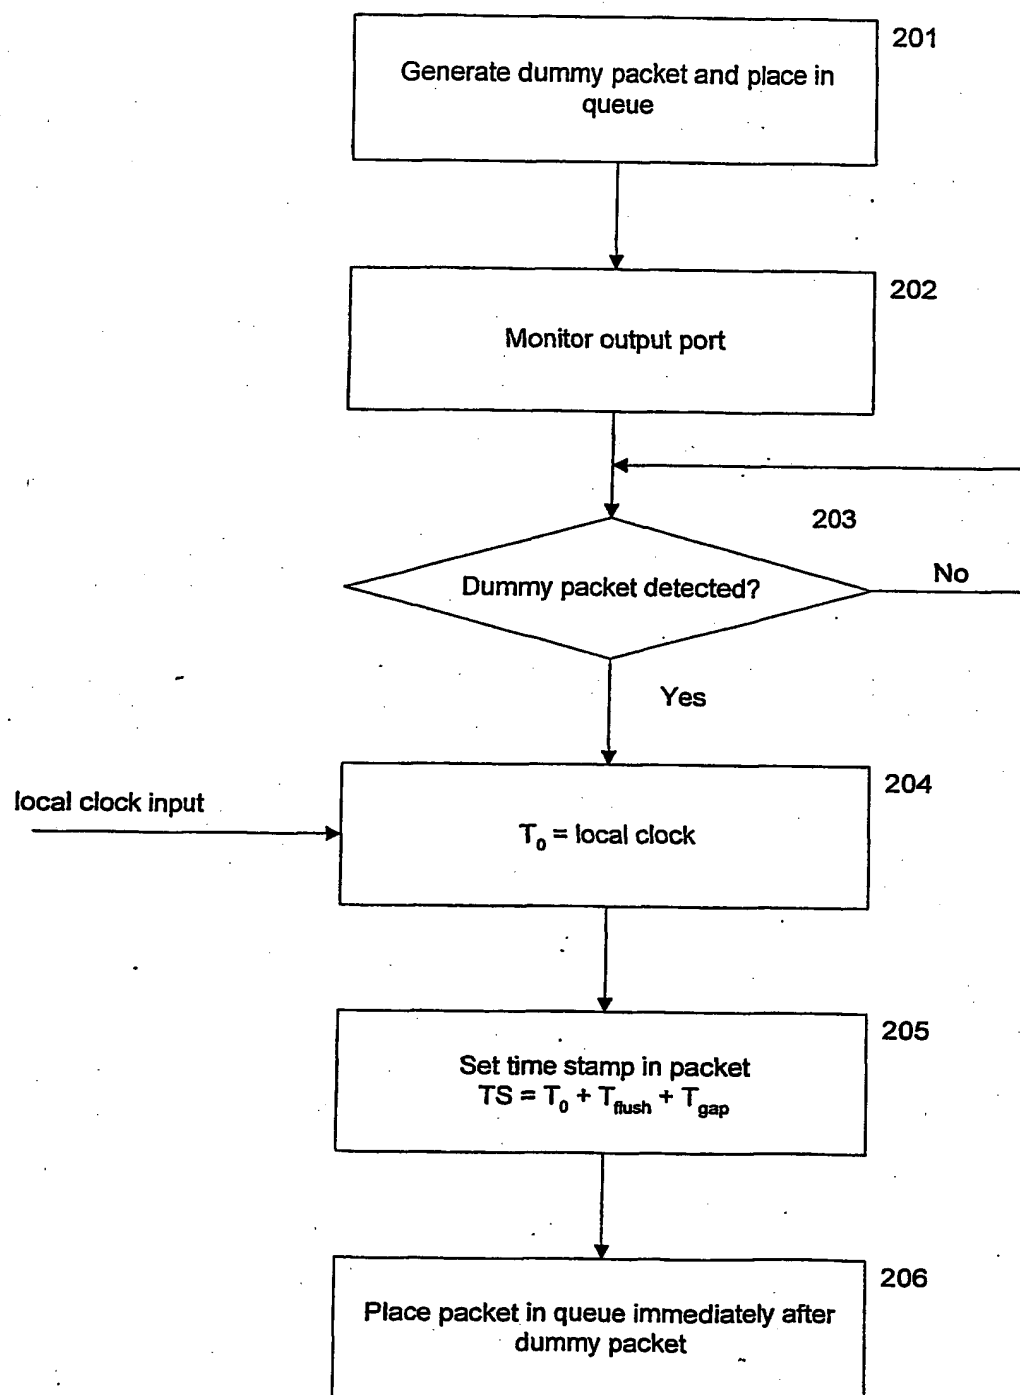 201
Generate dummy packet and place in
queue
202
Monitor output port
203
Dummy packet detected?
No
Yes
204
local clock input
T₀ = local clock
205
Set time stamp in packet
TS = T₀ + T_flush + T_gap
206
Place packet in queue immediately after
dummy packet